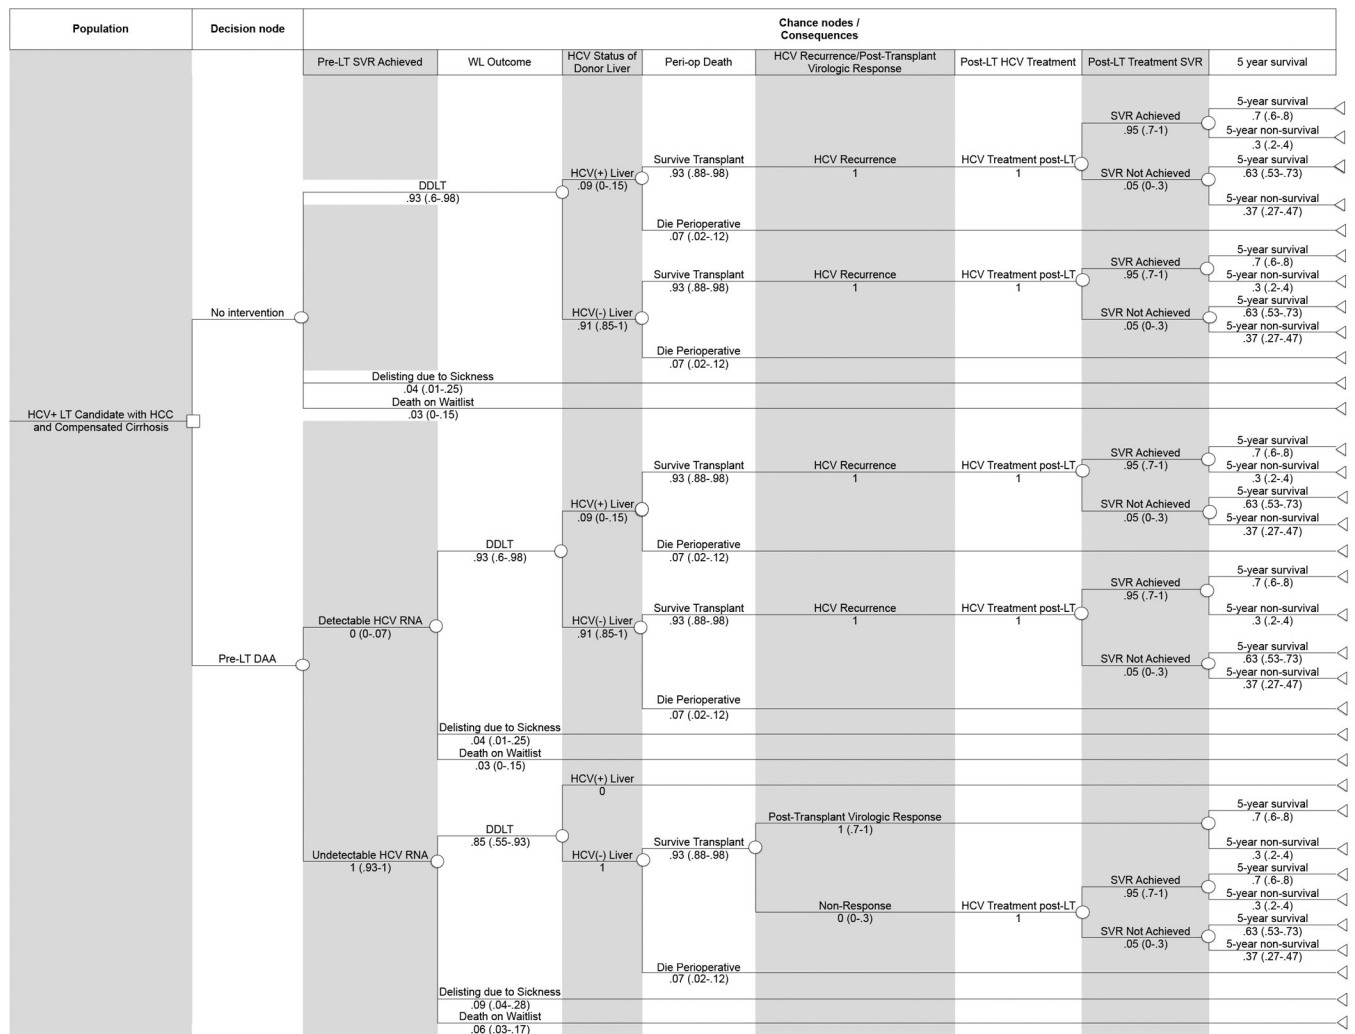 Population
Decision node
Chance nodes /
Consequences
Pre-LT SVR Achieved
WL Outcome
HCV Status of
Donor Liver
Peri-op Death
HCV Recurrence/Post-Transplant
Virologic Response
Post-LT HCV Treatment
Post-LT Treatment SVR
5 year survival
HCV+ LT Candidate with HCC
and Compensated Cirrhosis
No intervention
DDLT
.93 (.6-.98)
HCV(+) Liver
.09 (0-.15)
Survive Transplant
.93 (.88-.98)
HCV Recurrence
1
HCV Treatment post-LT
1
SVR Achieved
.95 (.7-1)
5-year survival
.7 (.6-.8)
5-year non-survival
.3 (.2-.4)
SVR Not Achieved
.05 (0-.3)
5-year survival
.63 (.53-.73)
5-year non-survival
.37 (.27-.47)
Die Perioperative
.07 (.02-.12)
HCV(-) Liver
.91 (.85-1)
Survive Transplant
.93 (.88-.98)
HCV Recurrence
1
HCV Treatment post-LT
1
SVR Achieved
.95 (.7-1)
5-year survival
.7 (.6-.8)
5-year non-survival
.3 (.2-.4)
SVR Not Achieved
.05 (0-.3)
5-year survival
.63 (.53-.73)
5-year non-survival
.37 (.27-.47)
Die Perioperative
.07 (.02-.12)
Delisting due to Sickness
.04 (.01-.25)
Death on Waitlist
.03 (0-.15)
Pre-LT DAA
Detectable HCV RNA
0 (0-.07)
DDLT
.93 (.6-.98)
HCV(+) Liver
.09 (0-.15)
Survive Transplant
.93 (.88-.98)
HCV Recurrence
1
HCV Treatment post-LT
1
SVR Achieved
.95 (.7-1)
5-year survival
.7 (.6-.8)
5-year non-survival
.3 (.2-.4)
SVR Not Achieved
.05 (0-.3)
5-year survival
.63 (.53-.73)
5-year non-survival
.37 (.27-.47)
Die Perioperative
.07 (.02-.12)
HCV(-) Liver
.91 (.85-1)
Survive Transplant
.93 (.88-.98)
HCV Recurrence
1
HCV Treatment post-LT
1
SVR Achieved
.95 (.7-1)
5-year survival
.7 (.6-.8)
5-year non-survival
.3 (.2-.4)
SVR Not Achieved
.05 (0-.3)
5-year survival
.63 (.53-.73)
5-year non-survival
.37 (.27-.47)
Die Perioperative
.07 (.02-.12)
Delisting due to Sickness
.04 (.01-.25)
Death on Waitlist
.03 (0-.15)
Undetectable HCV RNA
1 (.93-1)
DDLT
.85 (.55-.93)
HCV(+) Liver
0
HCV(-) Liver
1
Survive Transplant
.93 (.88-.98)
Post-Transplant Virologic Response
1 (.7-1)
5-year survival
.7 (.6-.8)
5-year non-survival
.3 (.2-.4)
Non-Response
0 (0-.3)
HCV Treatment post-LT
1
SVR Achieved
.95 (.7-1)
5-year survival
.7 (.6-.8)
5-year non-survival
.3 (.2-.4)
SVR Not Achieved
.05 (0-.3)
5-year survival
.63 (.53-.73)
5-year non-survival
.37 (.27-.47)
Die Perioperative
.07 (.02-.12)
Delisting due to Sickness
.09 (.04-.28)
Death on Waitlist
.06 (.03-.17)